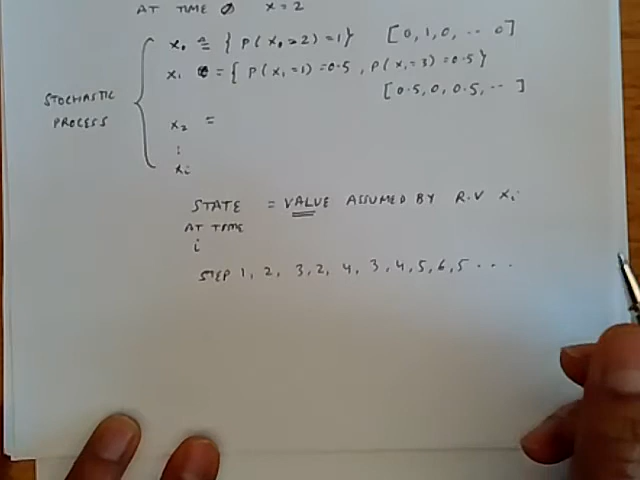 AT TIME 0 X = 2
X₀ ≙ { P(X₀ = 2) = 1 } [0, 1, 0, .. 0]
X₁ = { P(X₁ = 1) = 0.5 , P(X₁ = 3) = 0.5 }
[0.5, 0, 0.5, .. ]
STOCHASTIC PROCESS
X₂ =
:
Xi
STATE = VALUE ASSUMED BY R.V Xi
AT TIME
i
STEP 1, 2, 3, 2, 4, 3, 4, 5, 6, 5 . . .